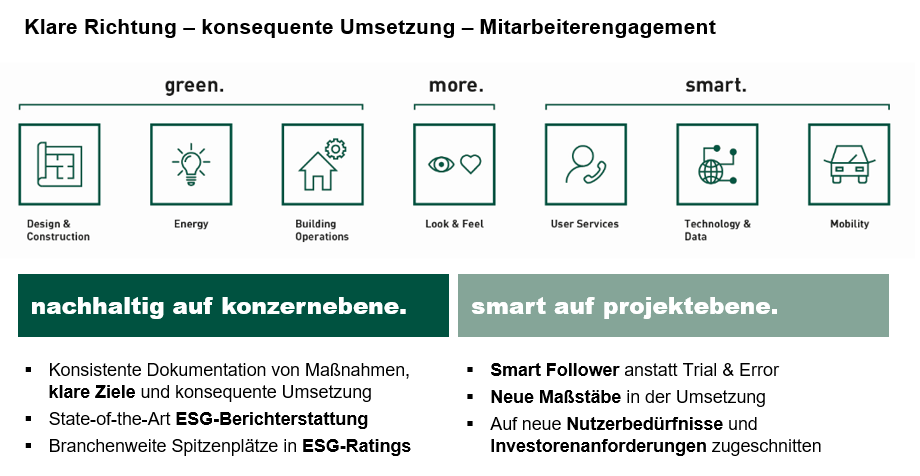 Klare Richtung – konsequente Umsetzung – Mitarbeiterengagement
green.
more.
smart.
Design &
Construction
Energy
Building
Operations
Look & Feel
User Services
Technology &
Data
Mobility
nachhaltig auf konzernebene.
▪ Konsistente Dokumentation von Maßnahmen,
klare Ziele und konsequente Umsetzung
▪ State-of-the-Art ESG-Berichterstattung
▪ Branchenweite Spitzenplätze in ESG-Ratings
smart auf projektebene.
▪ Smart Follower anstatt Trial & Error
▪ Neue Maßstäbe in der Umsetzung
▪ Auf neue Nutzerbedürfnisse und
Investorenanforderungen zugeschnitten